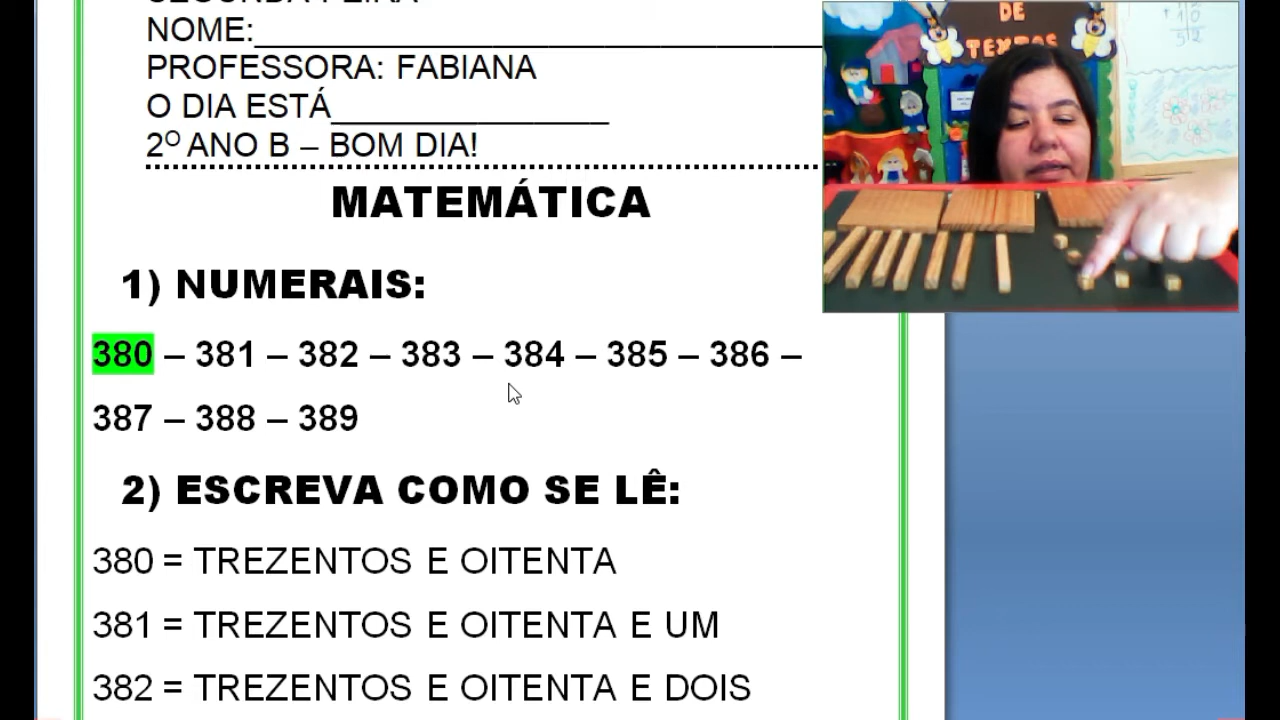 SEGUNDA-FEIRA
NOME:
PROFESSORA: FABIANA
O DIA ESTÁ
2º ANO B – BOM DIA!
MATEMÁTICA
1) NUMERAIS:
380 – 381 – 382 – 383 – 384 – 385 – 386 –
387 – 388 – 389
2) ESCREVA COMO SE LÊ:
380 = TREZENTOS E OITENTA
381 = TREZENTOS E OITENTA E UM
382 = TREZENTOS E OITENTA E DOIS
DE
TEXTOS